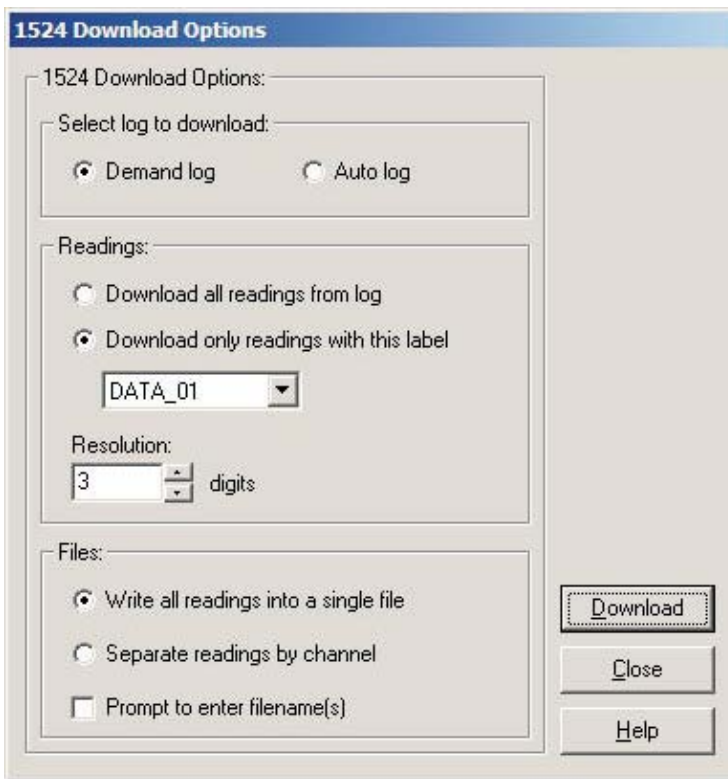 1524 Download Options
1524 Download Options:
Select log to download:
Demand log Auto log
Readings:
Download all readings from log
Download only readings with this label
DATA_01
Resolution:
3 digits
Files:
Write all readings into a single file
Separate readings by channel
Prompt to enter filename(s)
Download
Close
Help